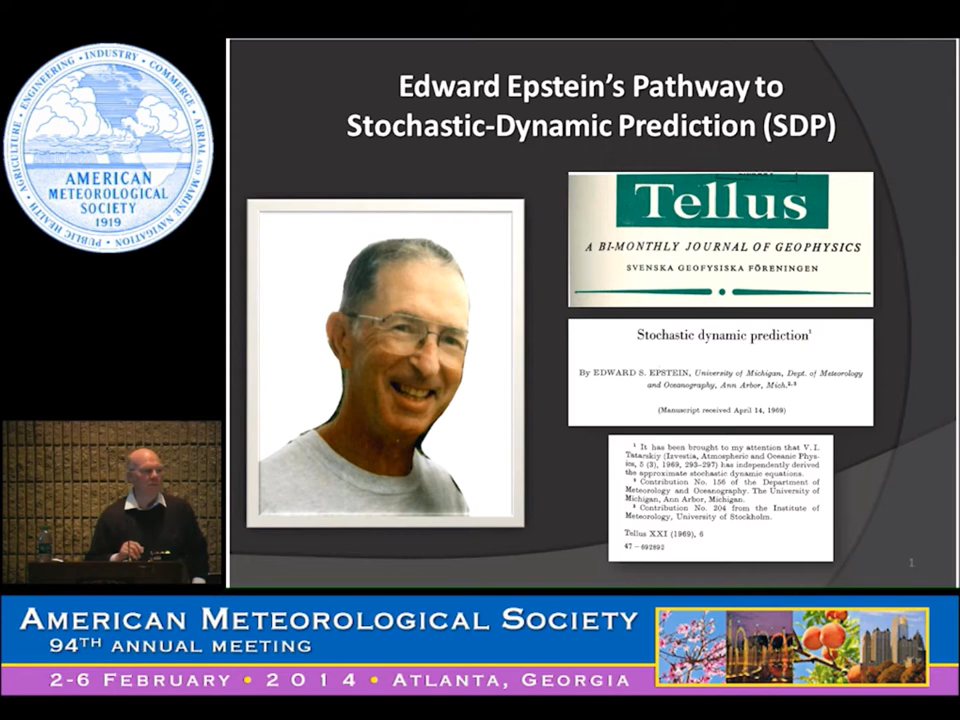 ENGINEERING · INDUSTRY · COMMERCE · AERIAL AND MARINE NAVIGATION · PUBLIC HEALTH · AGRICULTURE ·
AMERICAN
METEOROLOGICAL
SOCIETY
1919
Edward Epstein's Pathway to
Stochastic-Dynamic Prediction (SDP)
Tellus
A BI-MONTHLY JOURNAL OF GEOPHYSICS
SVENSKA GEOFYSISKA FÖRENINGEN
Stochastic dynamic prediction¹
By EDWARD S. EPSTEIN, University of Michigan, Dept. of Meteorology
and Oceanography, Ann Arbor, Mich.²,³
(Manuscript received April 14, 1969)
¹ It has been brought to my attention that V. I.
Tatarskiy (Izvestia, Atmospheric and Oceanic Phys-
ics, 5 (3), 1969, 293-297) has independently derived
the approximate stochastic dynamic equations.
² Contribution No. 156 of the Department of
Meteorology and Oceanography. The University of
Michigan, Ann Arbor, Michigan.
³ Contribution No. 204 from the Institute of
Meteorology, University of Stockholm.
Tellus XXI (1969), 6
47 - 692892
1
AMERICAN METEOROLOGICAL SOCIETY
94TH ANNUAL MEETING
2-6 FEBRUARY • 2014 • ATLANTA, GEORGIA